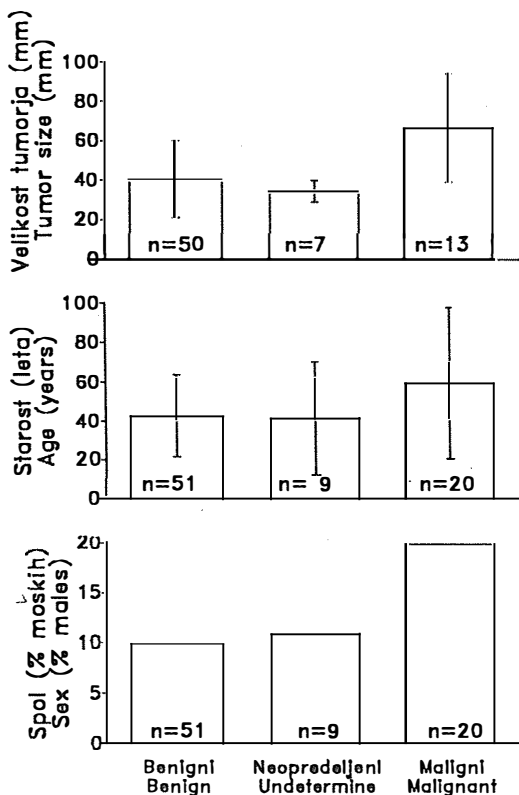 Velikost tumorja (mm)
Tumor size (mm)
100
80
60
40
20
0
n=50
n=7
n=13
Starost (leta)
Age (years)
100
80
60
40
20
0
n=51
n= 9
n=20
Spol (% moških)
Sex (% males)
20
15
10
5
0
n=51
n=9
n=20
Benigni
Benign
Neopredeljeni
Undetermine
Maligni
Malignant